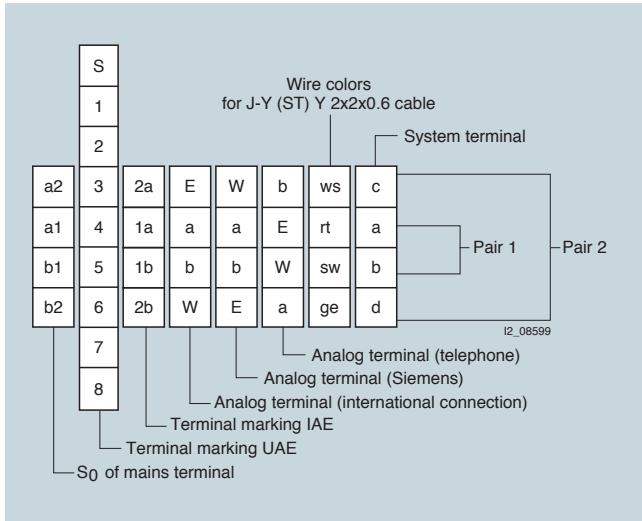 S
1
2
Wire colors
for J-Y (ST) Y 2x2x0.6 cable
System terminal
a2 3 2a E W b ws c
a1 4 1a a a E rt a
b1 5 1b b b W sw b
b2 6 2b W E a ge d
Pair 1
Pair 2
I2_08599
7
8
Analog terminal (telephone)
Analog terminal (Siemens)
Analog terminal (international connection)
Terminal marking IAE
Terminal marking UAE
S0 of mains terminal